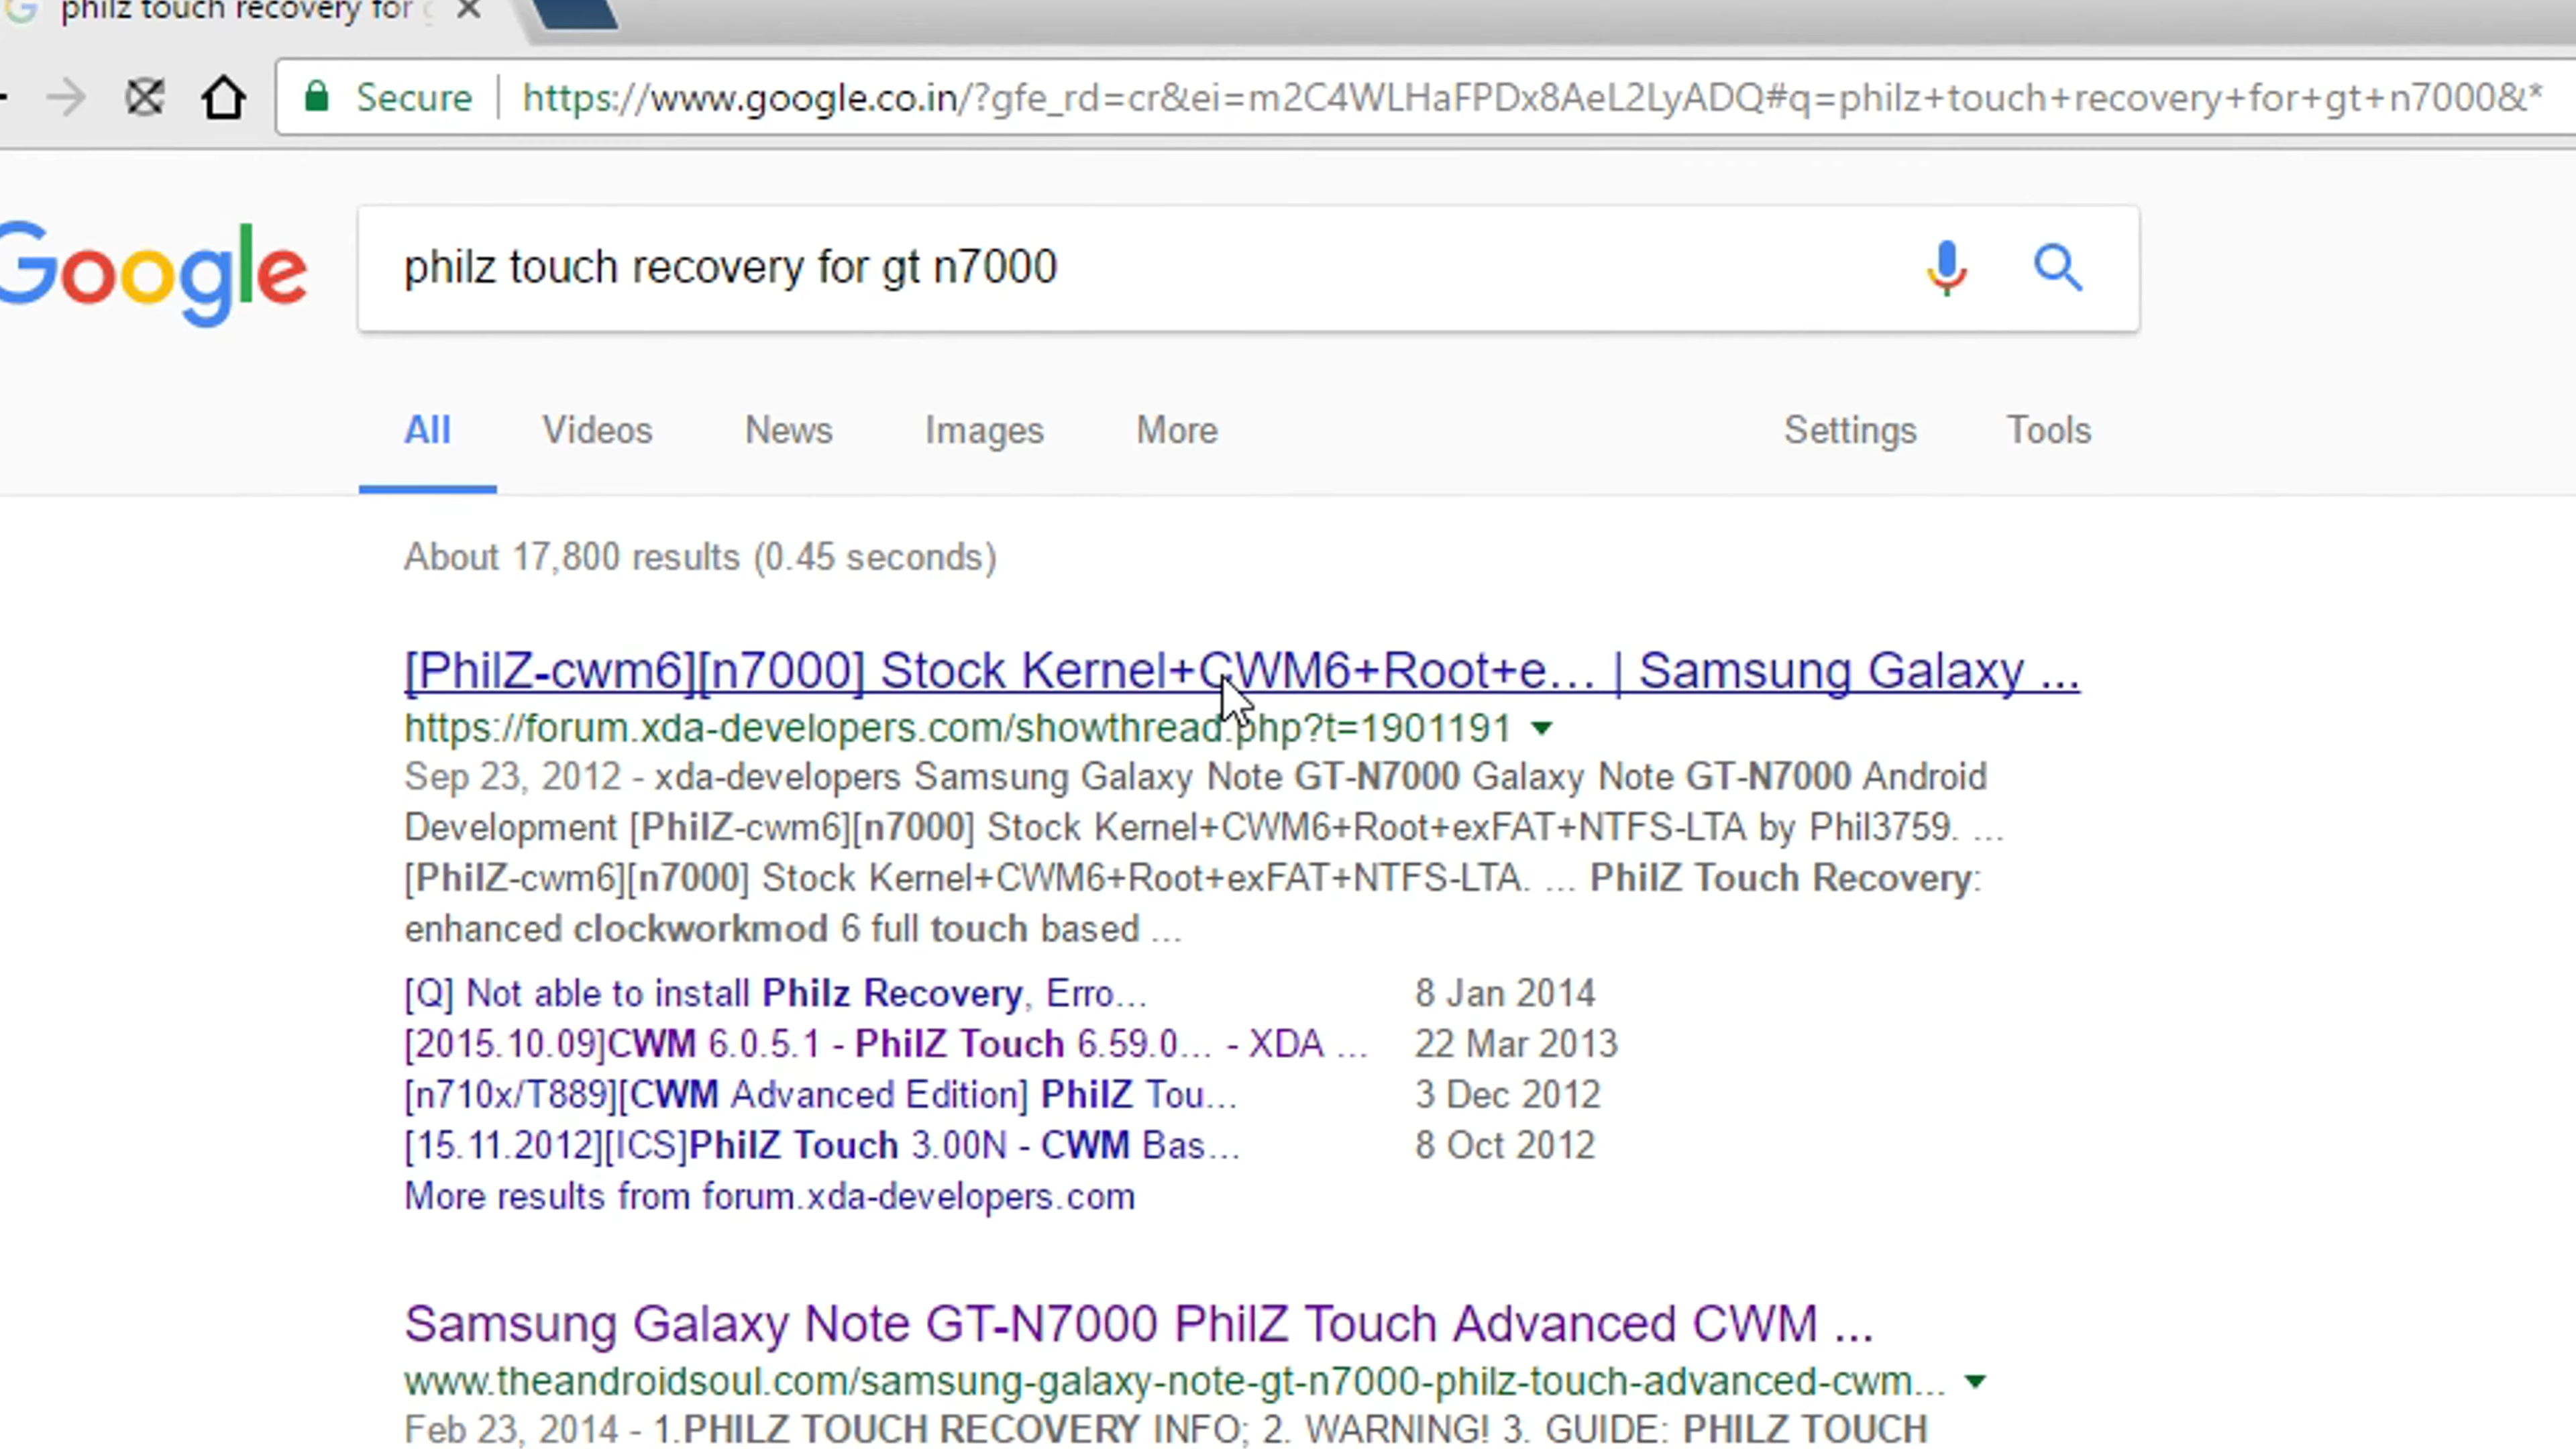 philz touch recovery for
Secure https://www.google.co.in/?gfe_rd=cr&ei=m2C4WLHaFPDx8AeL2LyADQ#q=philz+touch+recovery+for+gt+n7000&*
Google
philz touch recovery for gt n7000
All Videos News Images More Settings Tools
About 17,800 results (0.45 seconds)
[PhilZ-cwm6][n7000] Stock Kernel+CWM6+Root+e... | Samsung Galaxy ...
https://forum.xda-developers.com/showthread.php?t=1901191
Sep 23, 2012 - xda-developers Samsung Galaxy Note GT-N7000 Galaxy Note GT-N7000 Android
Development [PhilZ-cwm6][n7000] Stock Kernel+CWM6+Root+exFAT+NTFS-LTA by Phil3759. ...
[PhilZ-cwm6][n7000] Stock Kernel+CWM6+Root+exFAT+NTFS-LTA. ... PhilZ Touch Recovery:
enhanced clockworkmod 6 full touch based ...
[Q] Not able to install Philz Recovery, Erro... 8 Jan 2014
[2015.10.09]CWM 6.0.5.1 - PhilZ Touch 6.59.0... - XDA ... 22 Mar 2013
[n710x/T889][CWM Advanced Edition] PhilZ Tou... 3 Dec 2012
[15.11.2012][ICS]PhilZ Touch 3.00N - CWM Bas... 8 Oct 2012
More results from forum.xda-developers.com
Samsung Galaxy Note GT-N7000 PhilZ Touch Advanced CWM ...
www.theandroidsoul.com/samsung-galaxy-note-gt-n7000-philz-touch-advanced-cwm...
Feb 23, 2014 - 1.PHILZ TOUCH RECOVERY INFO; 2. WARNING! 3. GUIDE: PHILZ TOUCH